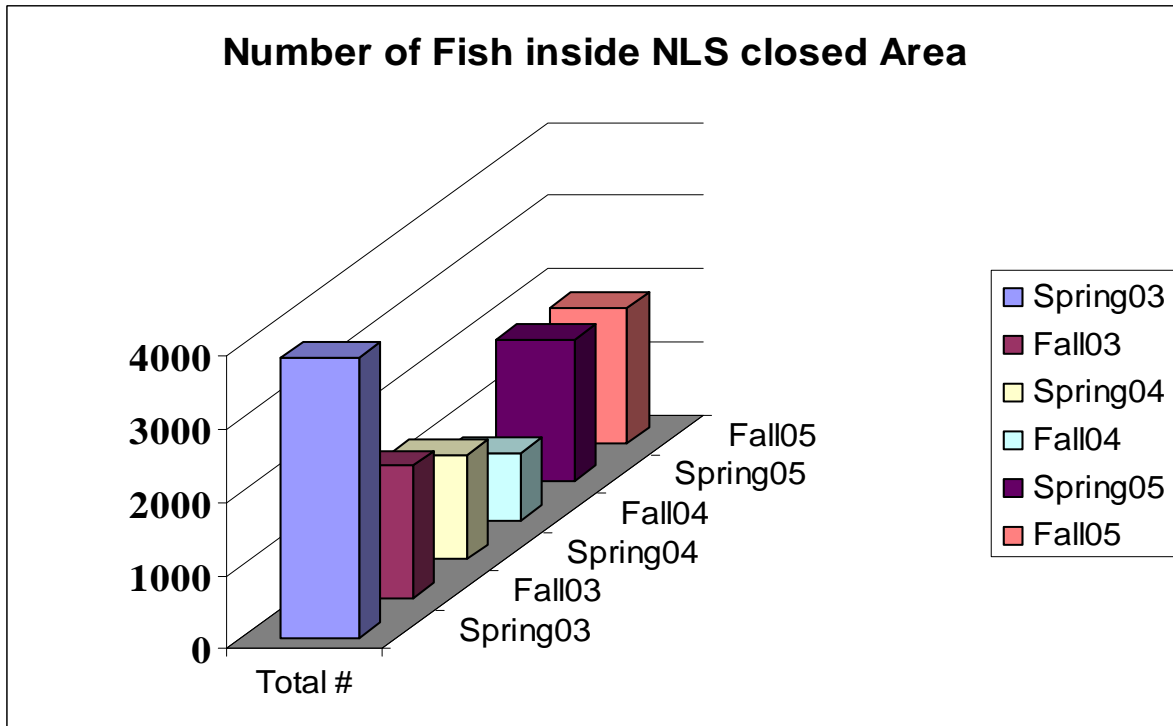 Number of Fish inside NLS closed Area
4000
3000
2000
1000
0
Total #
Spring03
Fall03
Spring04
Fall04
Spring05
Fall05
Spring03
Fall03
Spring04
Fall04
Spring05
Fall05